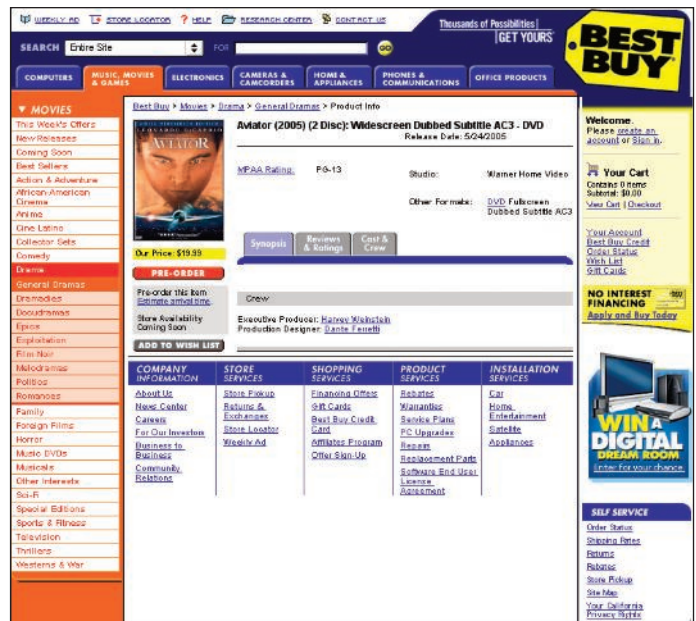 WEEKLY AD STORE LOCATOR ? HELP RESEARCH CENTER CONTACT US
Thousands of Possibilities
GET YOURS
BEST
BUY
SEARCH Entire Site FOR GO
COMPUTERS
MUSIC, MOVIES
& GAMES
ELECTRONICS
CAMERAS &
CAMCORDERS
HOME &
APPLIANCES
PHONES &
COMMUNICATIONS
OFFICE PRODUCTS
MOVIES
This Week's Offers
New Releases
Coming Soon
Best Sellers
Action & Adventure
African-American
Cinema
Anime
Cine Latino
Collector Sets
Comedy
Drama
General Dramas
Dramedies
Docudramas
Epics
Exploitation
Film Noir
Melodramas
Politics
Romances
Family
Foreign Films
Horror
Music DVDs
Musicals
Other Interests
Sci-Fi
Special Editions
Sports & Fitness
Television
Thrillers
Westerns & War
Best Buy > Movies > Drama > General Dramas > Product Info
LEONARDO DICAPRIO
AVIATOR
Our Price: $19.99
PRE-ORDER
Pre-order this item
Estimate arrival time.
Store Availability
Coming Soon
ADD TO WISH LIST
Aviator (2005) (2 Disc): Widescreen Dubbed Subtitle AC3 - DVD
Release Date: 5/24/2005
MPAA Rating: PG-13
Studio: Warner Home Video
Other Formats: DVD Fullscreen
Dubbed Subtitle AC3
Synopsis
Reviews
& Ratings
Cast &
Crew
Crew
Executive Producer: Harvey Weinstein
Production Designer: Dante Ferretti
COMPANY
INFORMATION
About Us
News Center
Careers
For Our Investors
Business to
Business
Community
Relations
STORE
SERVICES
Store Pickup
Returns &
Exchanges
Store Locator
Weekly Ad
SHOPPING
SERVICES
Financing Offers
Gift Cards
Best Buy Credit
Card
Affiliates Program
Offer Sign-Up
PRODUCT
SERVICES
Rebates
Warranties
Service Plans
PC Upgrades
Repairs
Replacement Parts
Software End User
License
Agreement
INSTALLATION
SERVICES
Car
Home
Entertainment
Satellite
Appliances
Welcome.
Please create an
account or Sign in.
Your Cart
Contains 0 items
Subtotal: $0.00
View Cart | Checkout
Your Account
Best Buy Credit
Order Status
Wish List
Gift Cards
NO INTEREST
FINANCING
Apply and Buy Today
WIN A
DIGITAL
DREAM ROOM
Enter for your chance
SELF SERVICE
Order Status
Shipping Rates
Returns
Rebates
Store Pickup
Site Map
Your California
Privacy Rights